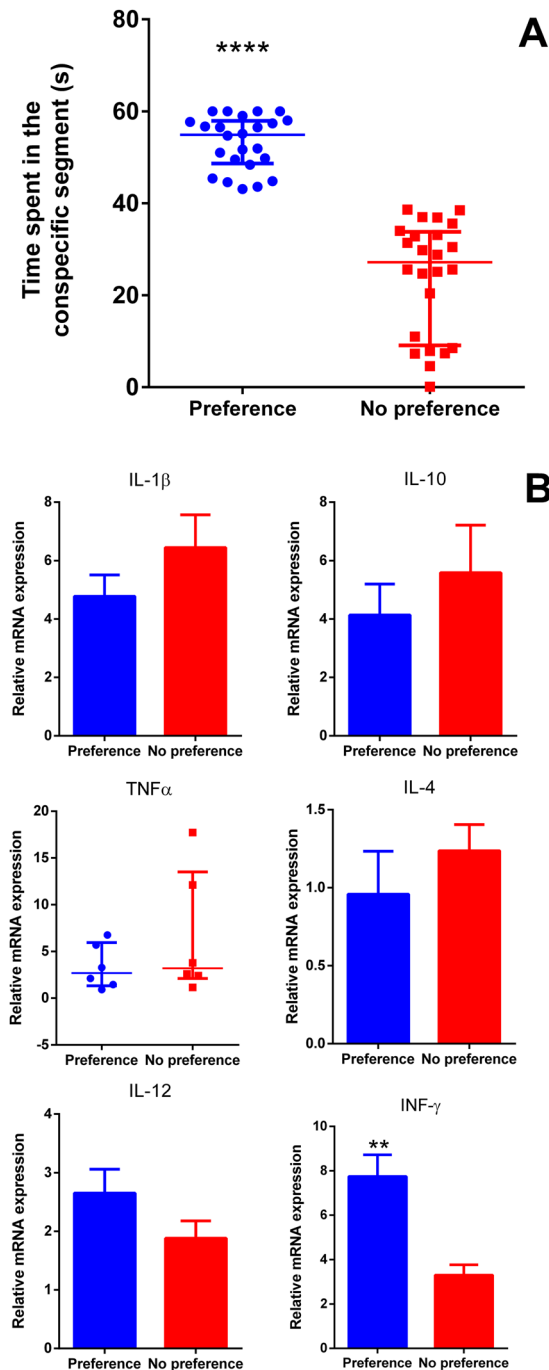 A
80
60
40
20
0
Time spent in the
conspecific segment (s)
****
Preference
No preference
B
IL-1β
8
6
4
2
0
Relative mRNA expression
Preference
No preference
IL-10
10
8
6
4
2
0
Relative mRNA expression
Preference
No preference
TNFα
20
15
10
5
0
-5
Relative mRNA expression
Preference
No preference
IL-4
1.5
1.0
0.5
0.0
Relative mRNA expression
Preference
No preference
IL-12
4
3
2
1
0
Relative mRNA expression
Preference
No preference
INF-γ
10
8
6
4
2
0
Relative mRNA expression
**
Preference
No preference